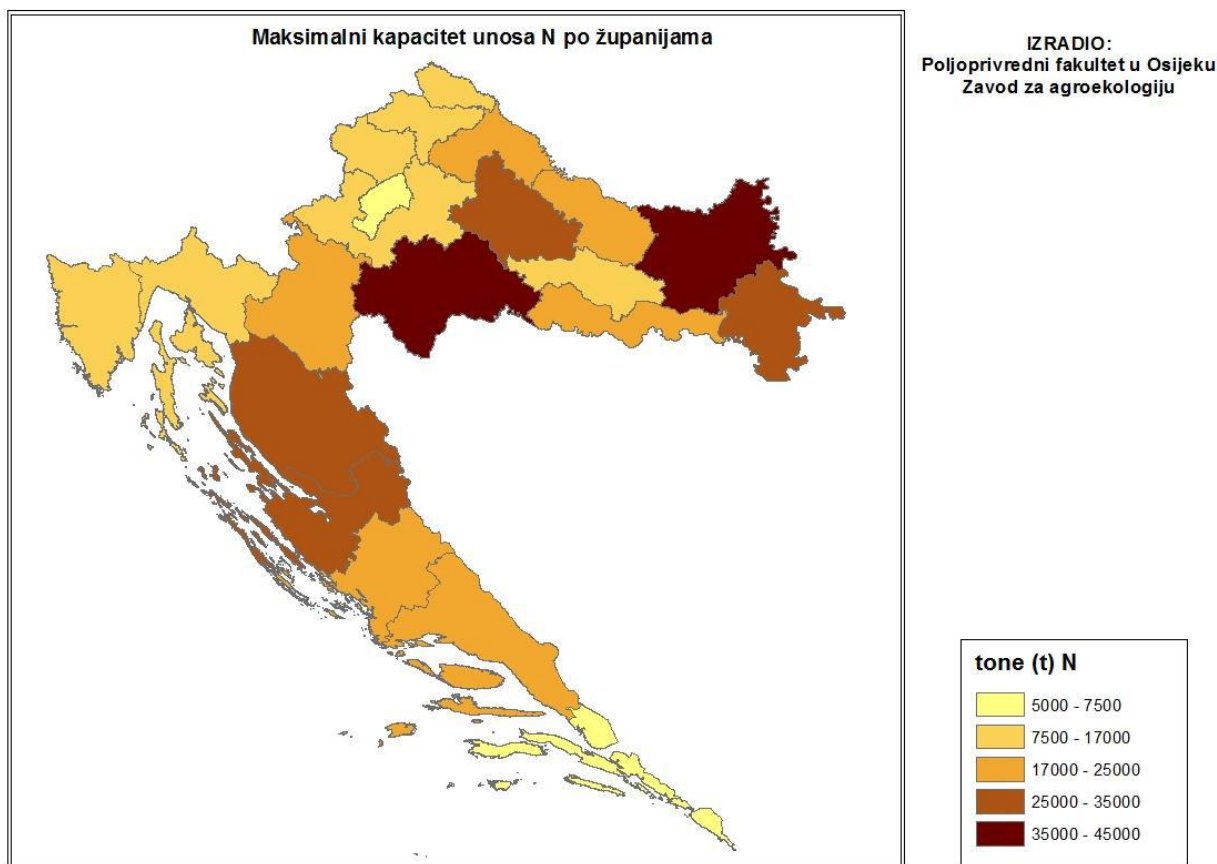 Maksimalni kapacitet unosa N po županijama
IZRADIO:
Poljoprivredni fakultet u Osijeku
Zavod za agroekologiju
tone (t) N
5000 - 7500
7500 - 17000
17000 - 25000
25000 - 35000
35000 - 45000